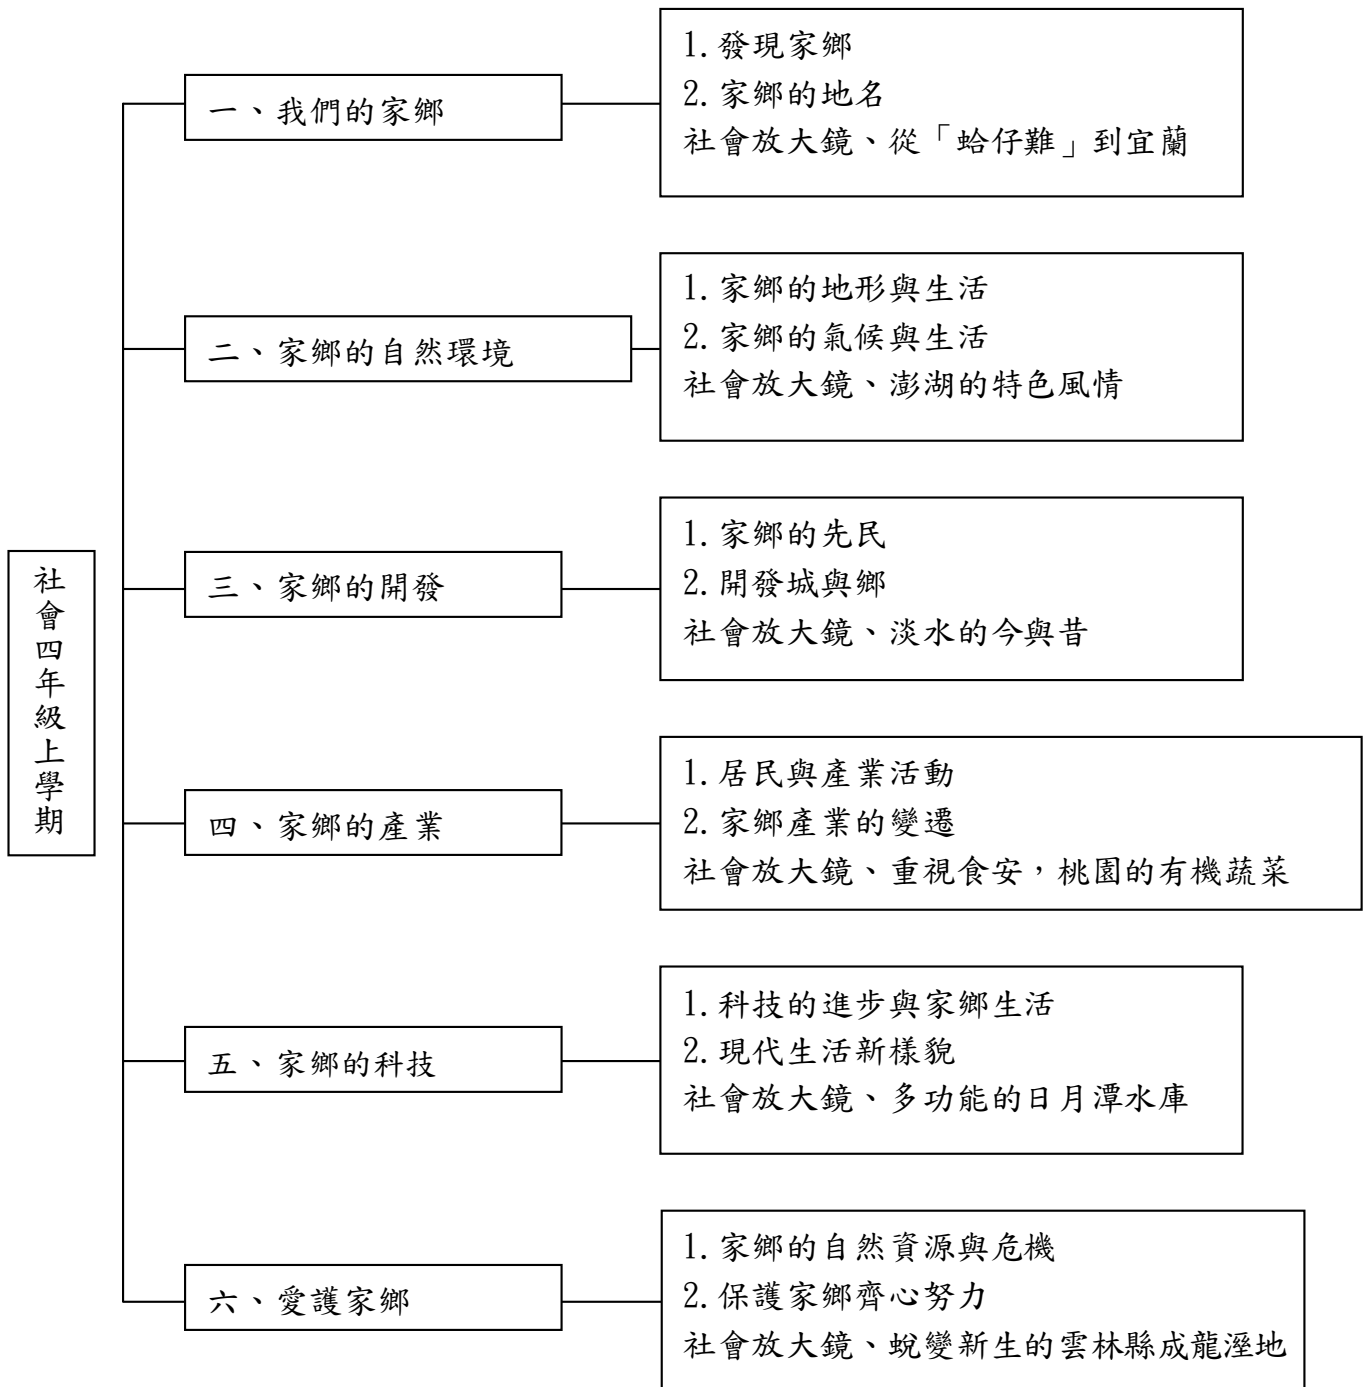 社會四年級上學期
一、我們的家鄉
1.發現家鄉
2.家鄉的地名
社會放大鏡、從「蛤仔難」到宜蘭
二、家鄉的自然環境
1.家鄉的地形與生活
2.家鄉的氣候與生活
社會放大鏡、澎湖的特色風情
三、家鄉的開發
1.家鄉的先民
2.開發城與鄉
社會放大鏡、淡水的今與昔
四、家鄉的產業
1.居民與產業活動
2.家鄉產業的變遷
社會放大鏡、重視食安，桃園的有機蔬菜
五、家鄉的科技
1.科技的進步與家鄉生活
2.現代生活新樣貌
社會放大鏡、多功能的日月潭水庫
六、愛護家鄉
1.家鄉的自然資源與危機
2.保護家鄉齊心努力
社會放大鏡、蛻變新生的雲林縣成龍溼地